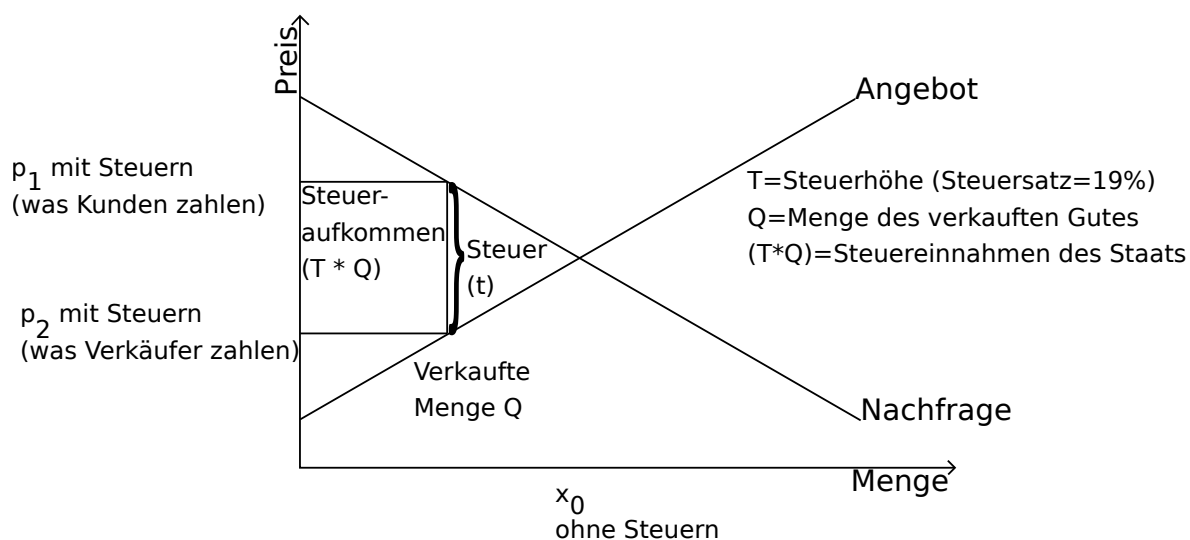 Preis
Angebot
p1 mit Steuern
(was Kunden zahlen)
Steuer-
aufkommen
(T * Q)
Steuer
(t)
T=Steuerhöhe (Steuersatz=19%)
Q=Menge des verkauften Gutes
(T*Q)=Steuereinnahmen des Staats
p2 mit Steuern
(was Verkäufer zahlen)
Verkaufte
Menge Q
Nachfrage
Menge
x0
ohne Steuern